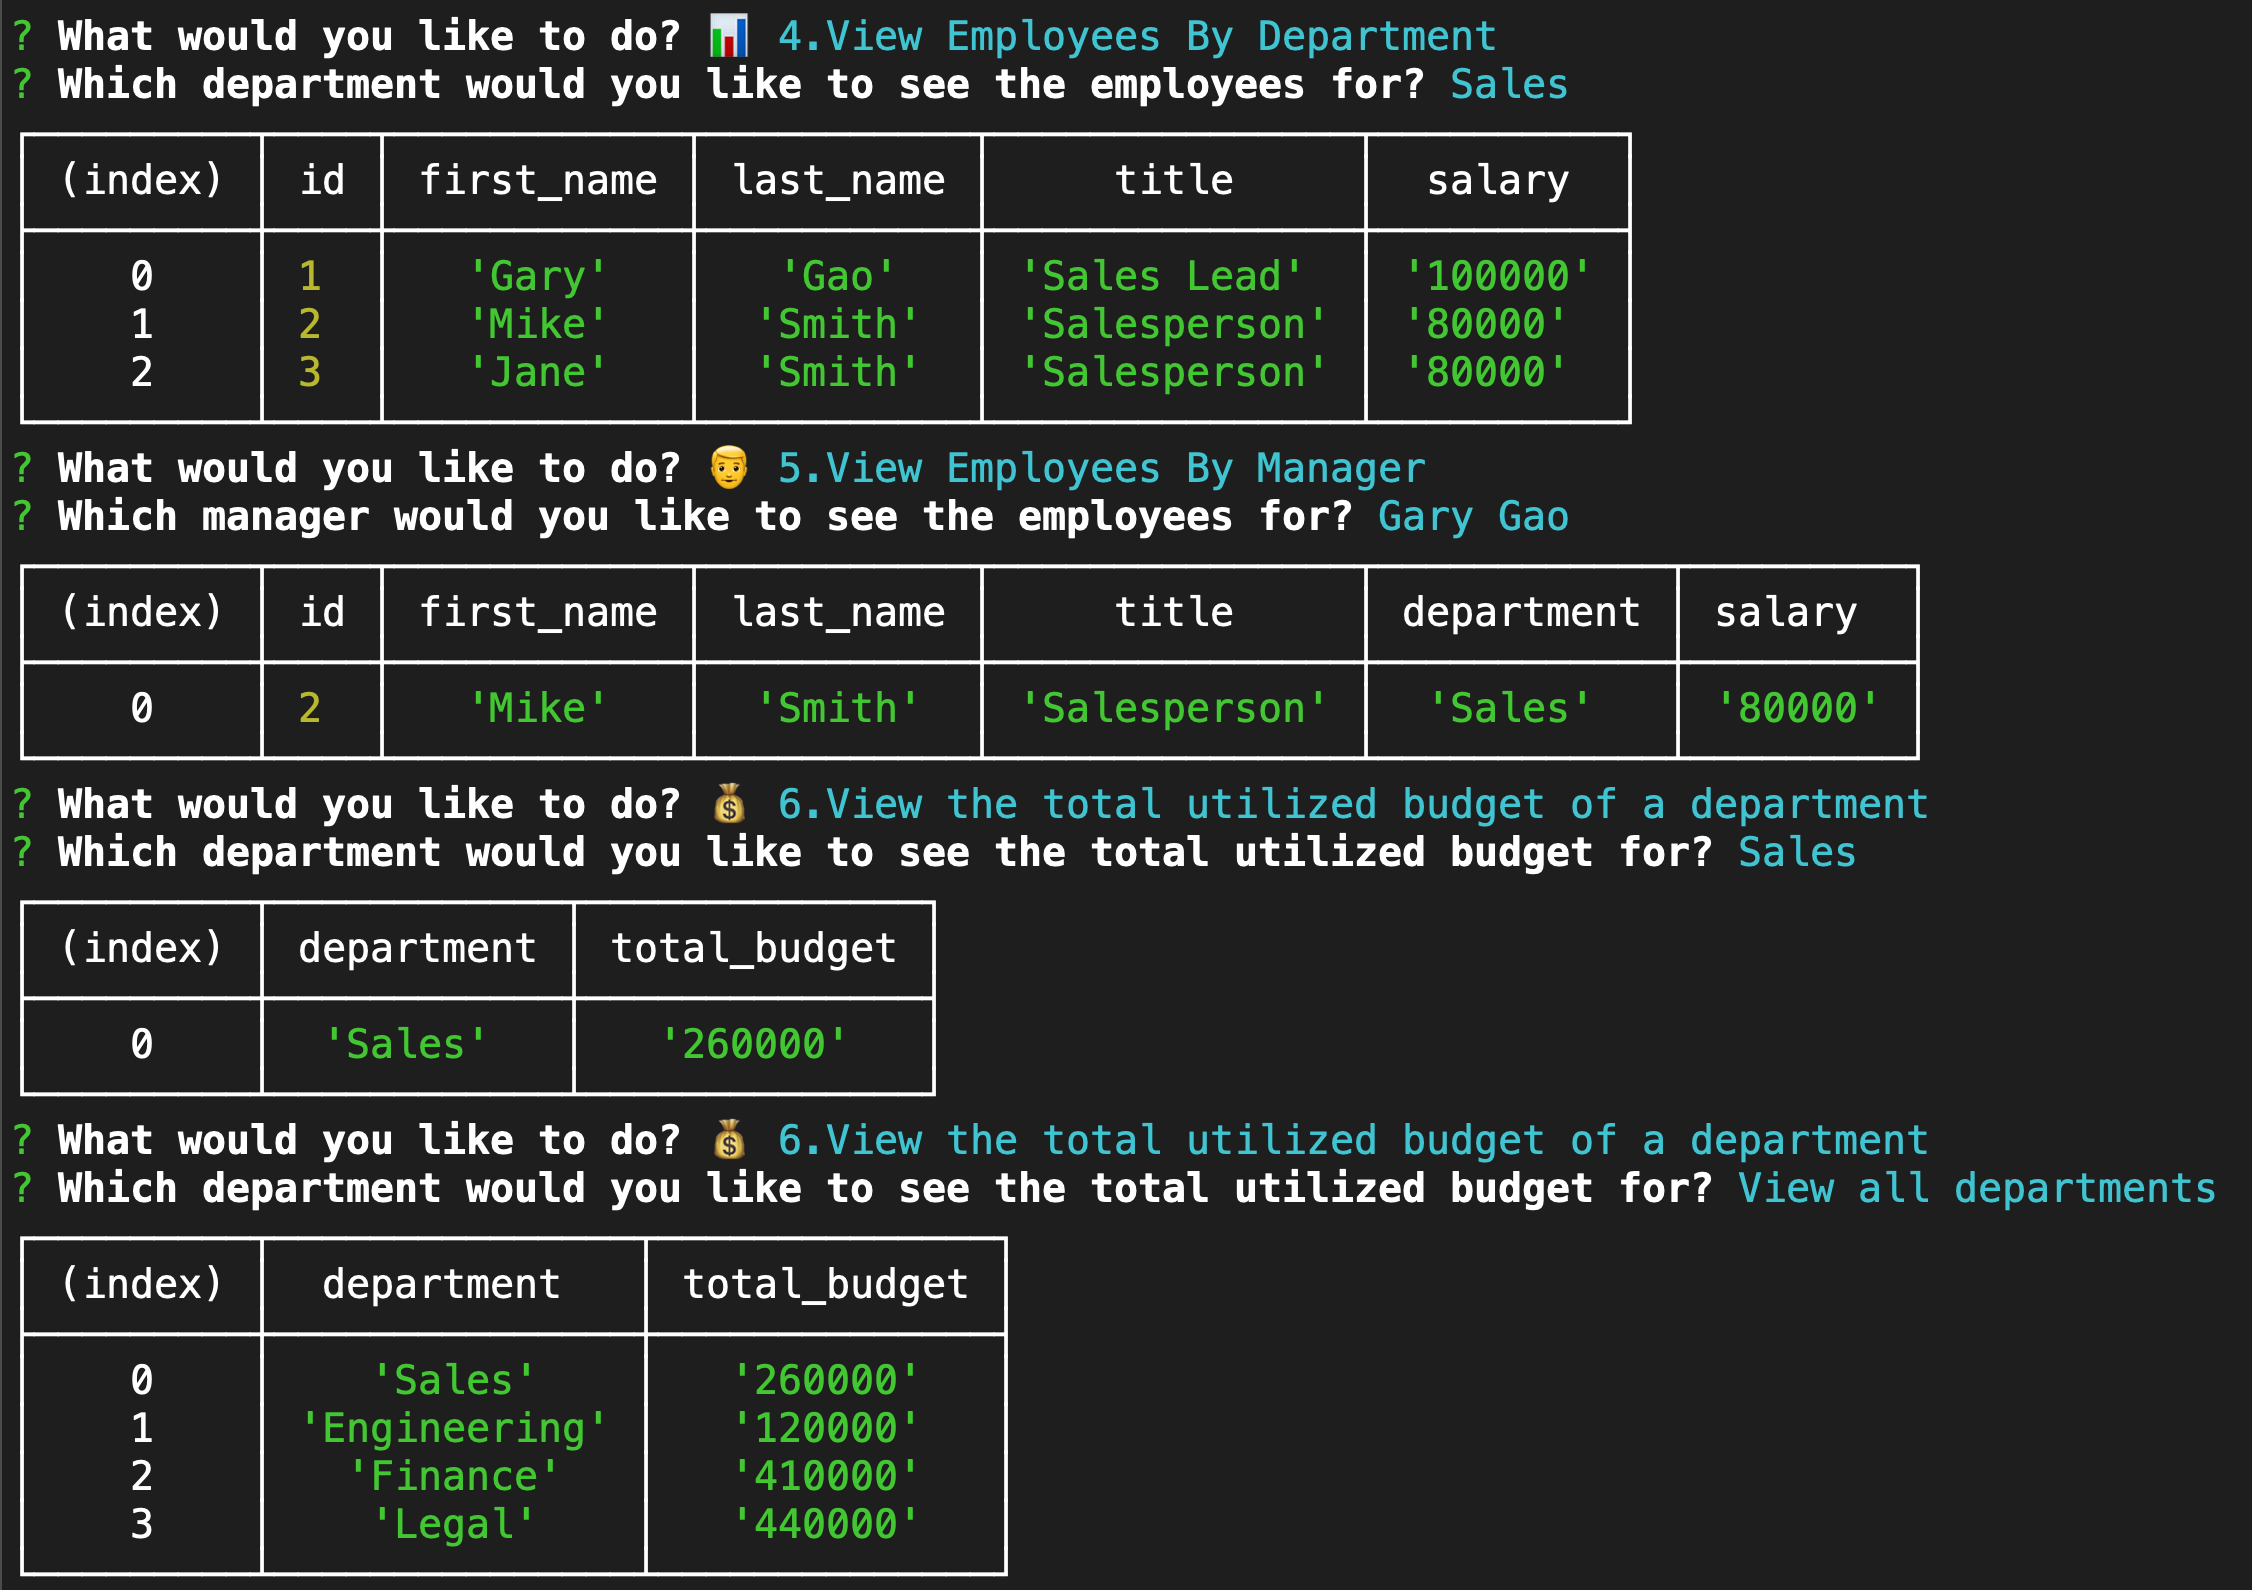 ? What would you like to do? 📊 4.View Employees By Department
? Which department would you like to see the employees for? Sales
(index) id first_name last_name title salary
0 1 'Gary' 'Gao' 'Sales Lead' '100000'
1 2 'Mike' 'Smith' 'Salesperson' '80000'
2 3 'Jane' 'Smith' 'Salesperson' '80000'
? What would you like to do? 👨 5.View Employees By Manager
? Which manager would you like to see the employees for? Gary Gao
(index) id first_name last_name title department salary
0 2 'Mike' 'Smith' 'Salesperson' 'Sales' '80000'
? What would you like to do? 💰 6.View the total utilized budget of a department
? Which department would you like to see the total utilized budget for? Sales
(index) department total_budget
0 'Sales' '260000'
? What would you like to do? 💰 6.View the total utilized budget of a department
? Which department would you like to see the total utilized budget for? View all departments
(index) department total_budget
0 'Sales' '260000'
1 'Engineering' '120000'
2 'Finance' '410000'
3 'Legal' '440000'